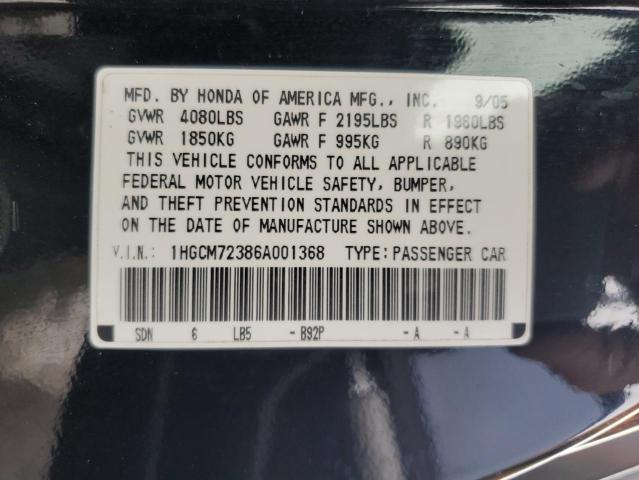 MFD. BY HONDA OF AMERICA MFG., INC. 9/05
GVWR 4080LBS GAWR F 2195LBS R 1960LBS
GVWR 1850KG GAWR F 995KG R 890KG
THIS VEHICLE CONFORMS TO ALL APPLICABLE
FEDERAL MOTOR VEHICLE SAFETY, BUMPER,
AND THEFT PREVENTION STANDARDS IN EFFECT
ON THE DATE OF MANUFACTURE SHOWN ABOVE.
V.I.N.: 1HGCM72386A001368 TYPE: PASSENGER CAR
SDN 6 LB5 -B92P -A -A